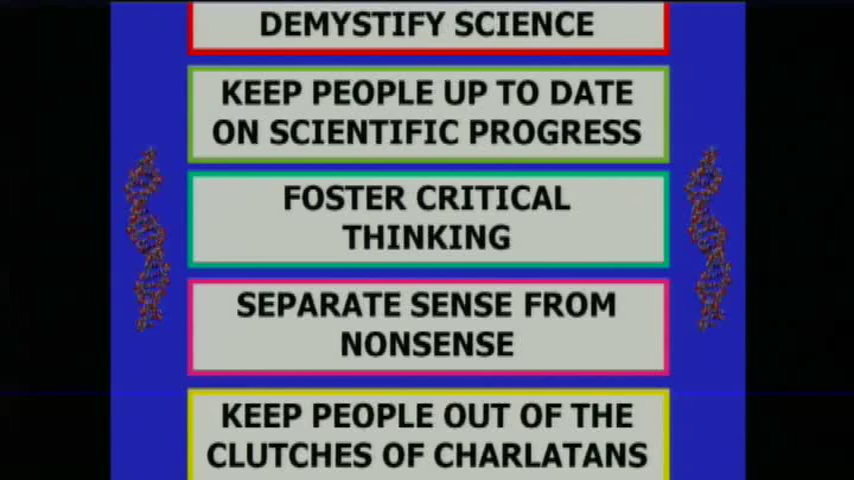 DEMYSTIFY SCIENCE
KEEP PEOPLE UP TO DATE
ON SCIENTIFIC PROGRESS
FOSTER CRITICAL
THINKING
SEPARATE SENSE FROM
NONSENSE
KEEP PEOPLE OUT OF THE
CLUTCHES OF CHARLATANS